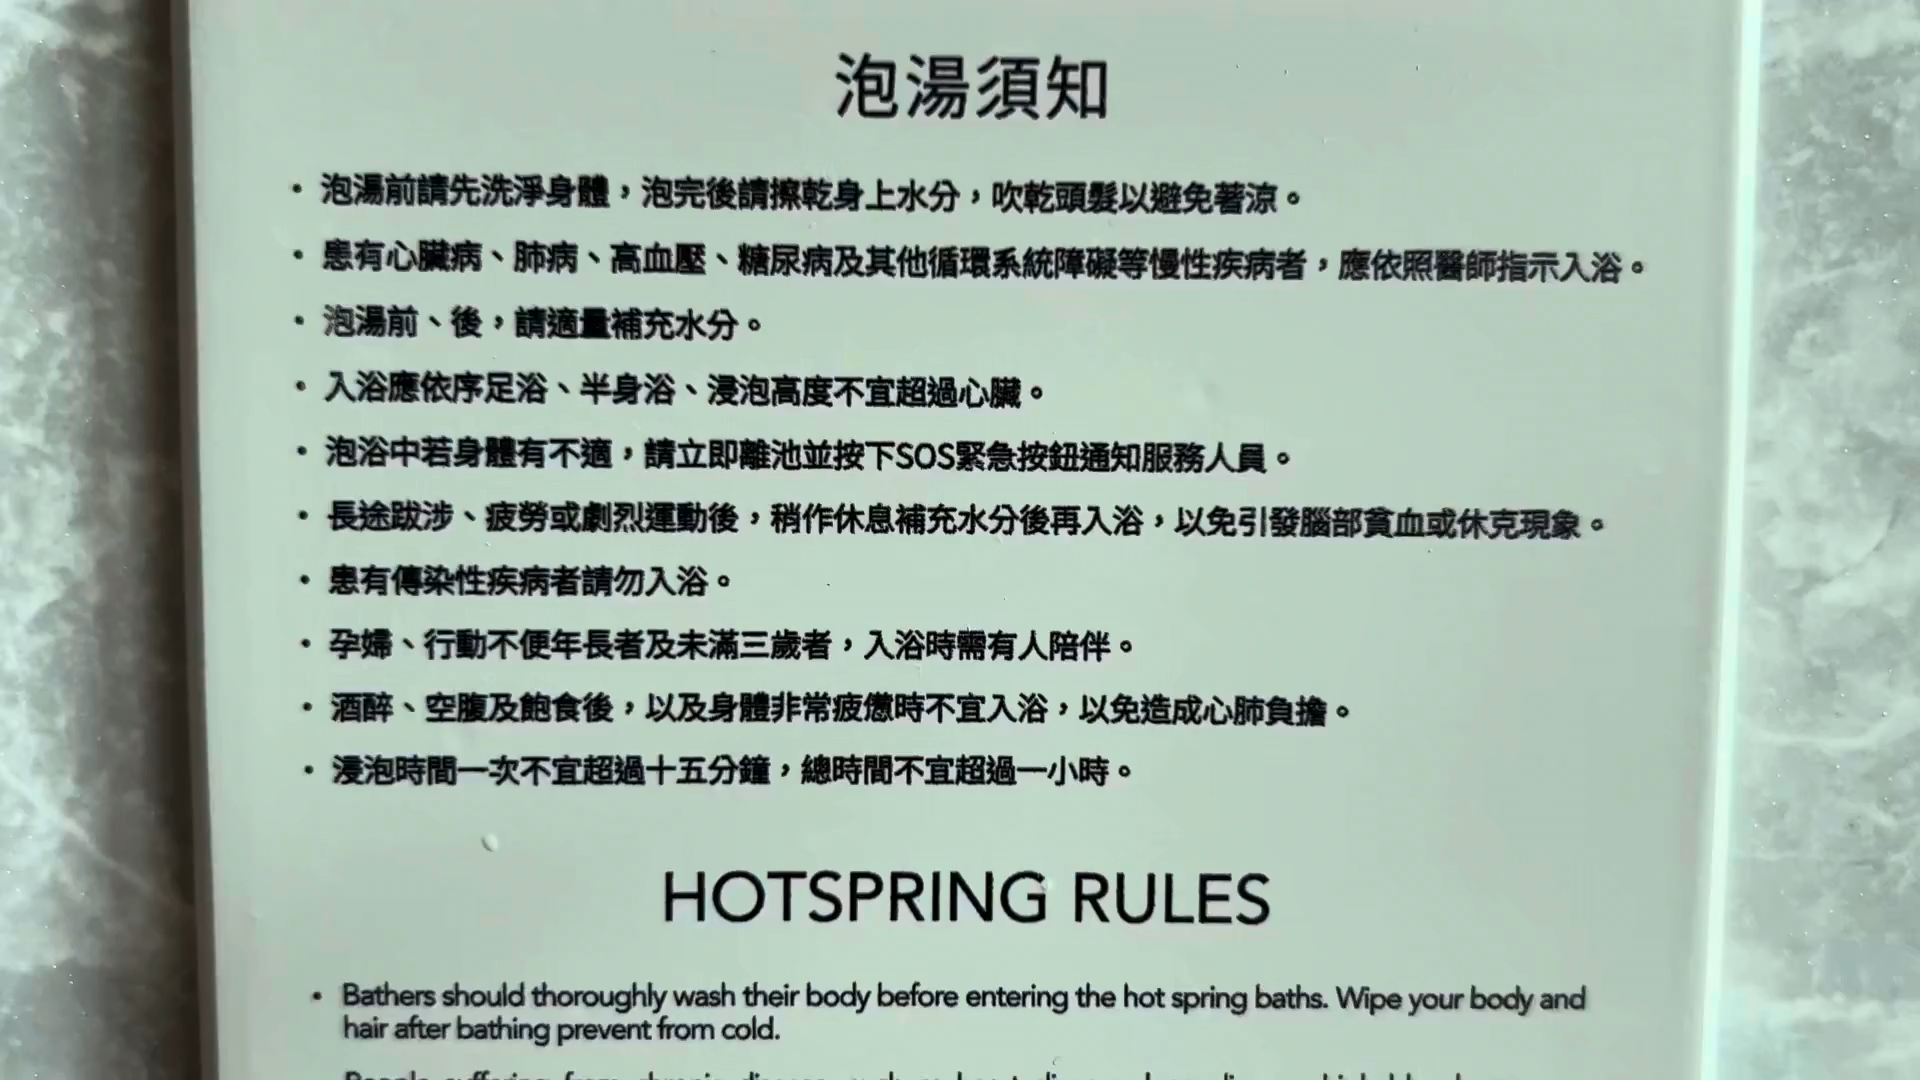 泡湯須知
• 泡湯前請先洗淨身體，泡完後請擦乾身上水分，吹乾頭髮以避免著涼。
• 患有心臟病、肺病、高血壓、糖尿病及其他循環系統障礙等慢性疾病者，應依照醫師指示入浴。
• 泡湯前、後，請適量補充水分。
• 入浴應依序足浴、半身浴、浸泡高度不宜超過心臟。
• 泡浴中若身體有不適，請立即離池並按下SOS緊急按鈕通知服務人員。
• 長途跋涉、疲勞或劇烈運動後，稍作休息補充水分後再入浴，以免引發腦部貧血或休克現象。
• 患有傳染性疾病者請勿入浴。
• 孕婦、行動不便年長者及未滿三歲者，入浴時需有人陪伴。
• 酒醉、空腹及飽食後，以及身體非常疲憊時不宜入浴，以免造成心肺負擔。
• 浸泡時間一次不宜超過十五分鐘，總時間不宜超過一小時。
HOTSPRING RULES
• Bathers should thoroughly wash their body before entering the hot spring baths. Wipe your body and
hair after bathing prevent from cold.